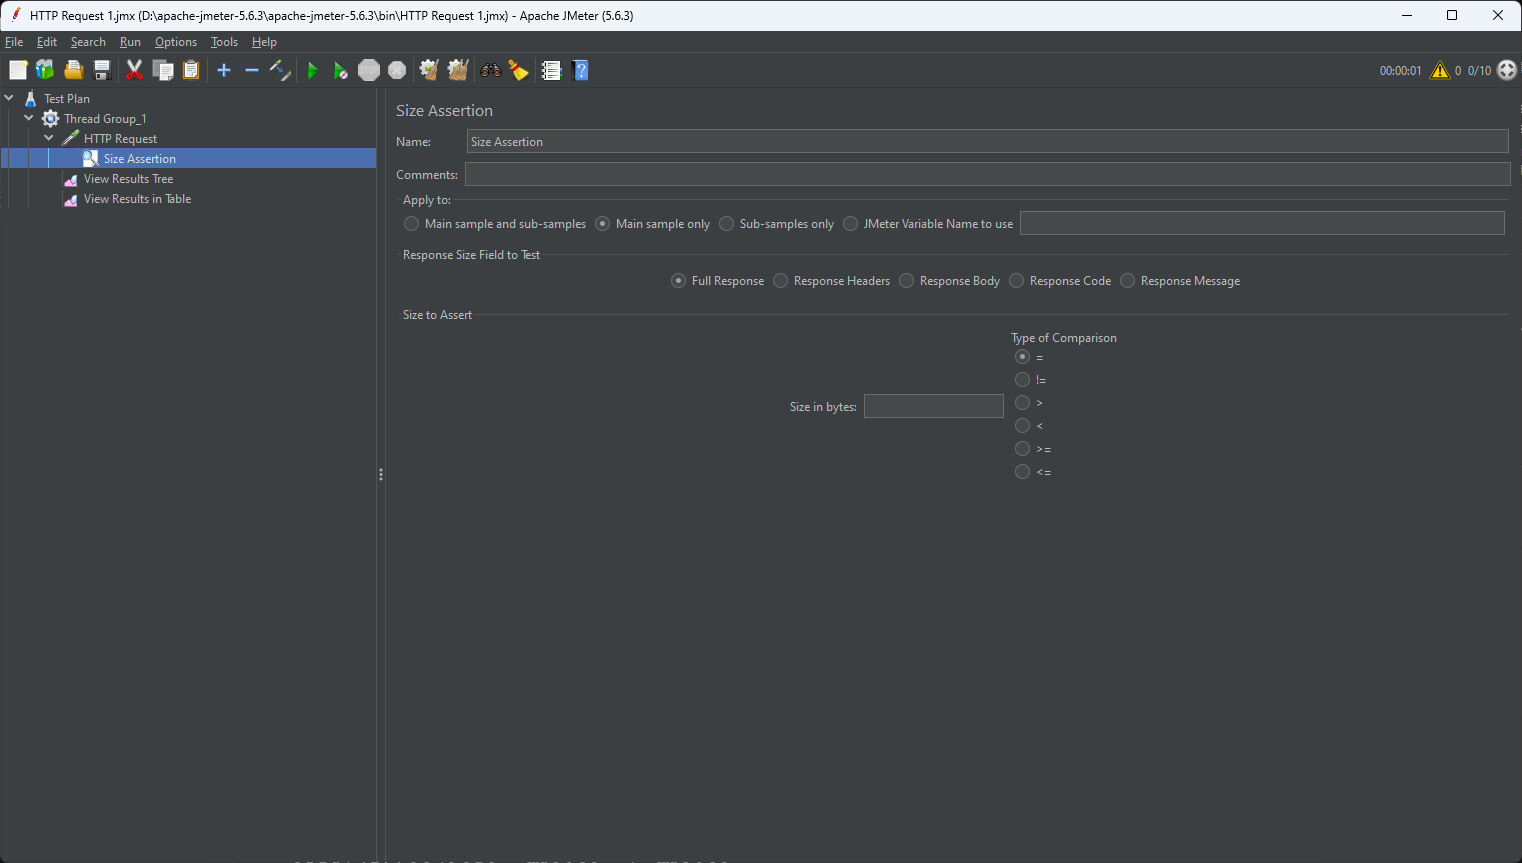 HTTP Request 1.jmx (D:\apache-jmeter-5.6.3\apache-jmeter-5.6.3\bin\HTTP Request 1.jmx) - Apache JMeter (5.6.3)
File Edit Search Run Options Tools Help
STOP 00:00:01 0 0/10
Test Plan
Thread Group_1
HTTP Request
Size Assertion
View Results Tree
View Results in Table
Size Assertion
Name: Size Assertion
Comments:
Apply to:
Main sample and sub-samples Main sample only Sub-samples only JMeter Variable Name to use
Response Size Field to Test
Full Response Response Headers Response Body Response Code Response Message
Size to Assert
Type of Comparison
=
!=
>
Size in bytes:
<
>=
<=